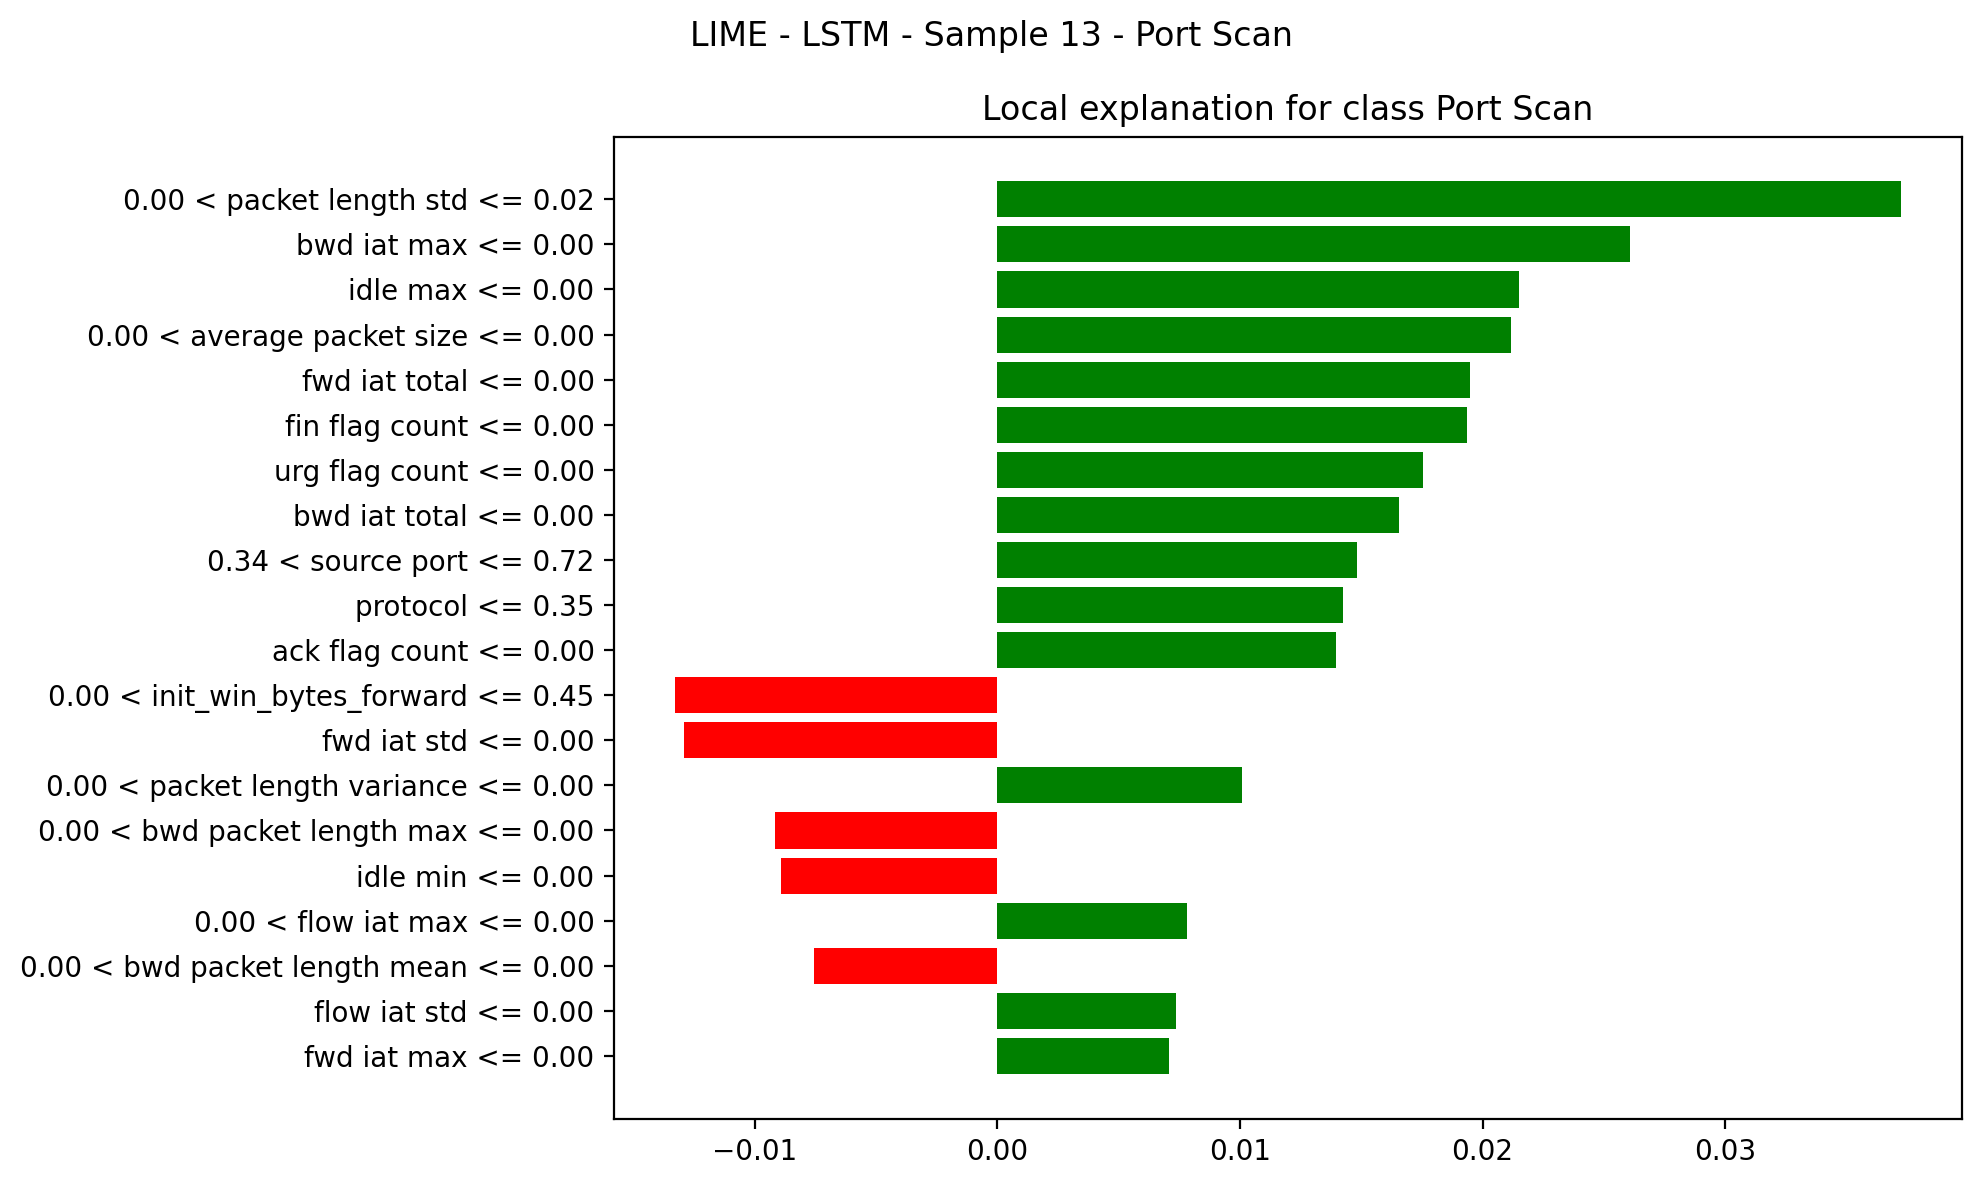 LIME - LSTM - Sample 13 - Port Scan
Local explanation for class Port Scan
0.00 < packet length std <= 0.02
bwd iat max <= 0.00
idle max <= 0.00
0.00 < average packet size <= 0.00
fwd iat total <= 0.00
fin flag count <= 0.00
urg flag count <= 0.00
bwd iat total <= 0.00
0.34 < source port <= 0.72
protocol <= 0.35
ack flag count <= 0.00
0.00 < init_win_bytes_forward <= 0.45
fwd iat std <= 0.00
0.00 < packet length variance <= 0.00
0.00 < bwd packet length max <= 0.00
idle min <= 0.00
0.00 < flow iat max <= 0.00
0.00 < bwd packet length mean <= 0.00
flow iat std <= 0.00
fwd iat max <= 0.00
−0.01 0.00 0.01 0.02 0.03